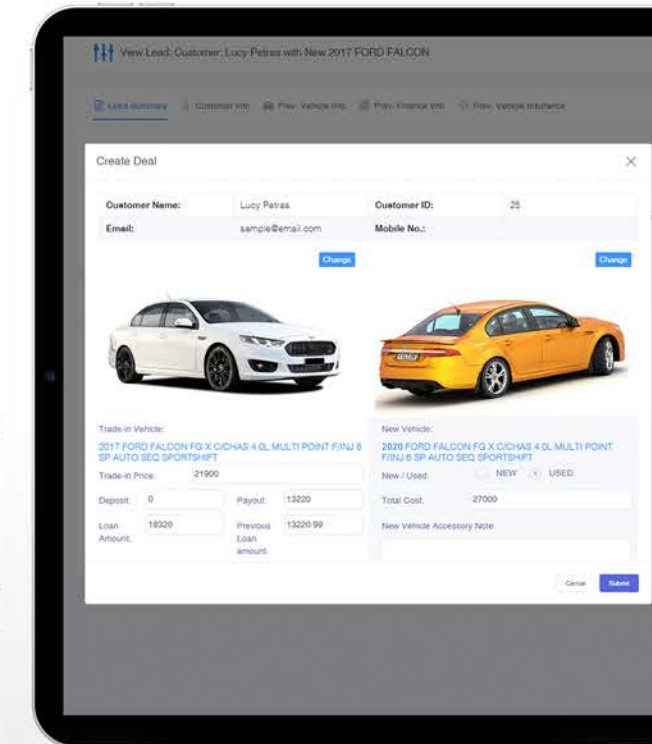 View Lead: Customer: Lucy Petras with New 2017 FORD FALCON
Lead Summary Customer Info Prev. Vehicle Info Prev. Finance Info Prev. Vehicle Insurance
Create Deal
Customer Name: Lucy Petras Customer ID: 25
Email: sample@email.com Mobile No.:
Change Change
FALCON
Trade-in Vehicle: New Vehicle:
2017 FORD FALCON FG X C/CHAS 4.0L MULTI POINT F/INJ 6
SP AUTO SEQ SPORTSHIFT
2020 FORD FALCON FG X C/CHAS 4.0L MULTI POINT
F/INJ 6 SP AUTO SEQ SPORTSHIFT
Trade-in Price: 21900
New / Used: NEW USED
Deposit: 0 Payout: 13220
Total Cost: 27000
Loan
Amount: 18320
Previous
Loan
amount: 13220.99
New Vehicle Accessory Note:
Cancel Submit